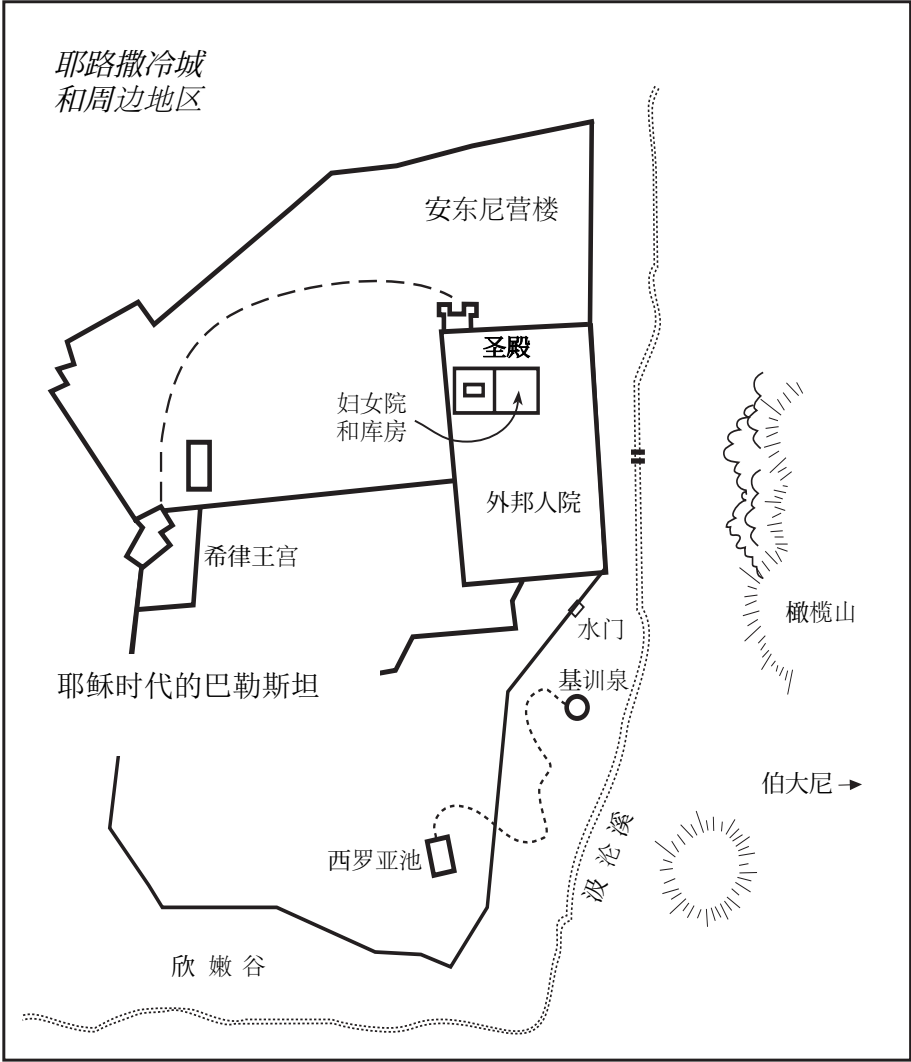 耶路撒冷城
和周边地区
安东尼营楼
圣殿
妇女院
和库房
外邦人院
希律王宫
水门
橄榄山
基训泉
耶稣时代的巴勒斯坦
伯大尼
汲沦溪
西罗亚池
欣嫩谷